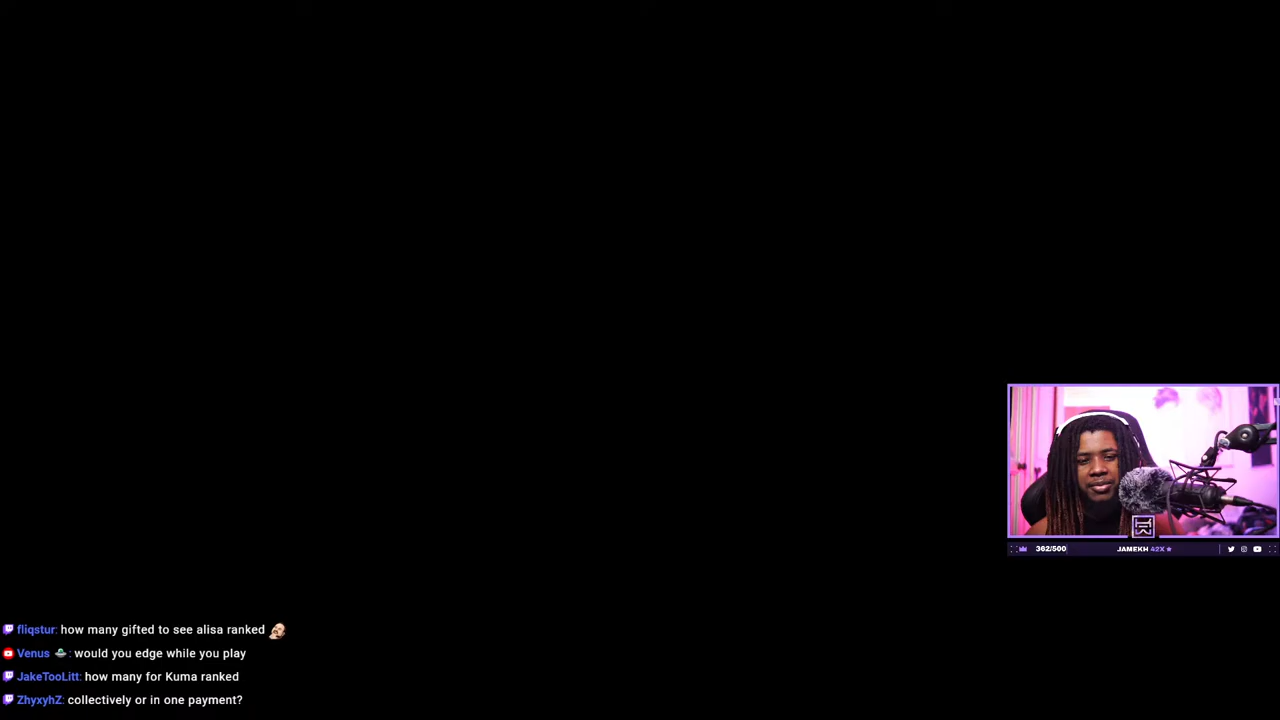 362/500 JAMEKH 42X
fliqstur: how many gifted to see alisa ranked
Venus : would you edge while you play
JakeTooLitt: how many for Kuma ranked
ZhyxyhZ: collectively or in one payment?